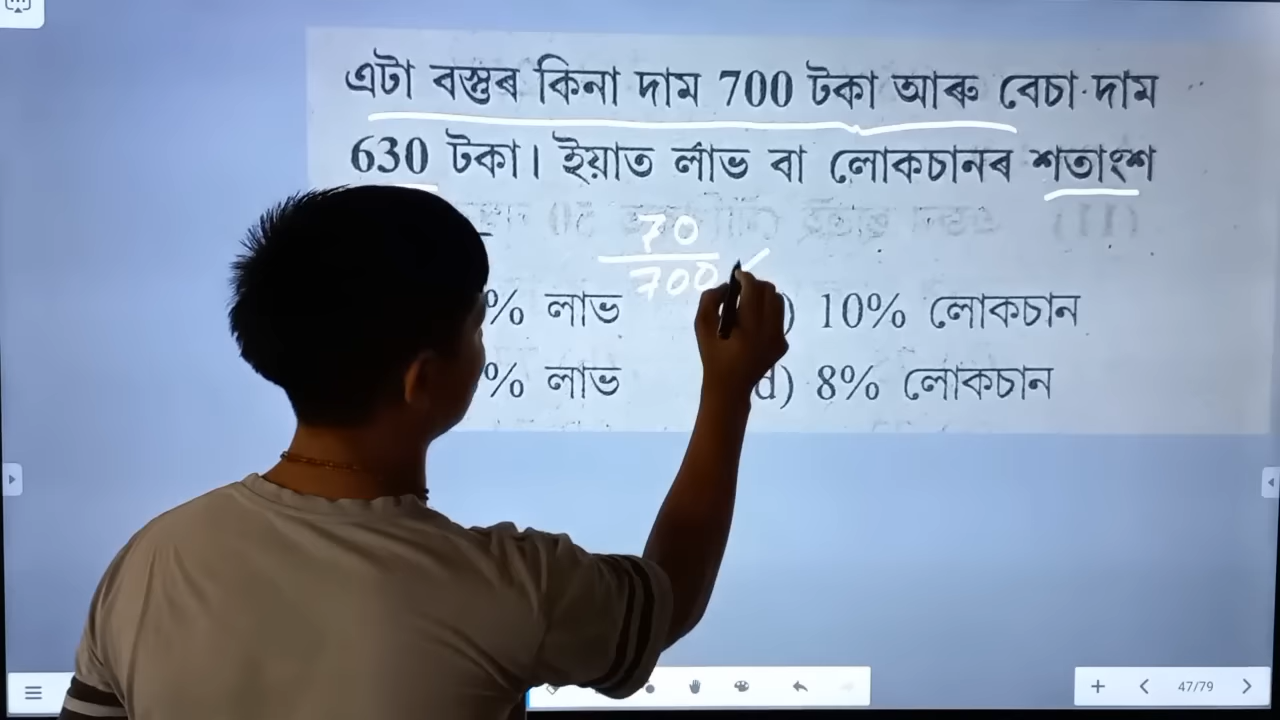 এটা বস্তুৰ কিনা দাম 700 টকা আৰু বেচা দাম
630 টকা। ইয়াত লাভ বা লোকচানৰ শতাংশ
70
700
% লাভ ) 10% লোকচান
% লাভ d) 8% লোকচান
47/79